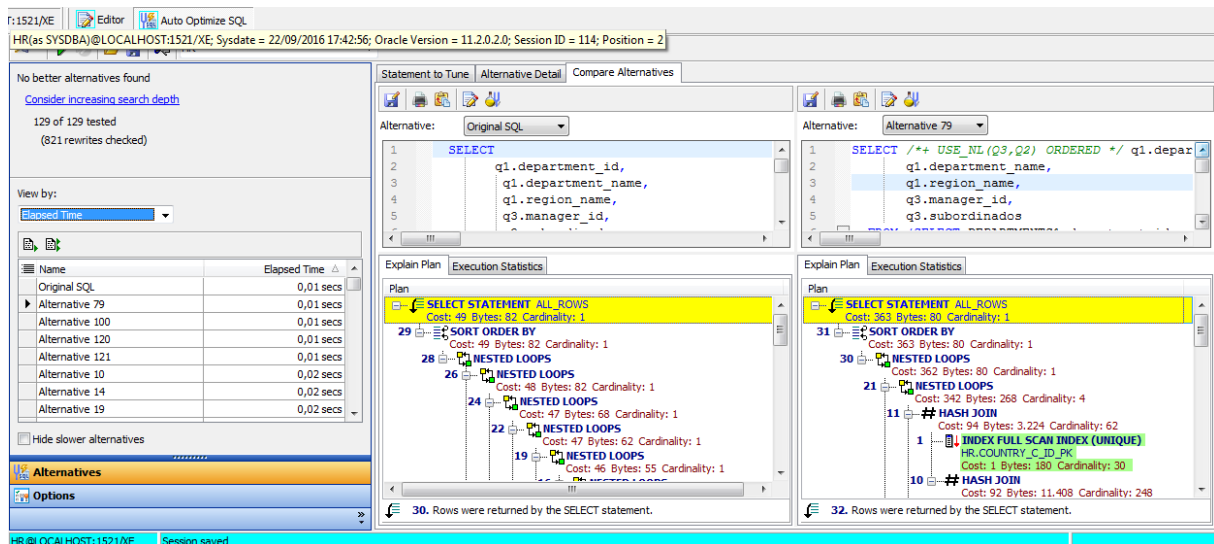 T:1521/XE Editor Auto Optimize SQL
HR(as SYSDBA)@LOCALHOST:1521/XE; Sysdate = 22/09/2016 17:42:56; Oracle Version = 11.2.0.2.0; Session ID = 114; Position = 2
No better alternatives found
Consider increasing search depth
129 of 129 tested
(821 rewrites checked)
View by:
Elapsed Time
Name Elapsed Time
Original SQL 0,01 secs
Alternative 79 0,01 secs
Alternative 100 0,01 secs
Alternative 120 0,01 secs
Alternative 121 0,01 secs
Alternative 10 0,02 secs
Alternative 14 0,02 secs
Alternative 19 0,02 secs
Hide slower alternatives
Alternatives
Options
Statement to Tune Alternative Detail Compare Alternatives
Alternative: Original SQL
1 SELECT
2 q1.department_id,
3 q1.department_name,
4 q1.region_name,
5 q3.manager_id,
Explain Plan Execution Statistics
Plan
SELECT STATEMENT ALL_ROWS
Cost: 49 Bytes: 82 Cardinality: 1
29 SORT ORDER BY
Cost: 49 Bytes: 82 Cardinality: 1
28 NESTED LOOPS
26 NESTED LOOPS
Cost: 48 Bytes: 82 Cardinality: 1
24 NESTED LOOPS
Cost: 47 Bytes: 68 Cardinality: 1
22 NESTED LOOPS
Cost: 47 Bytes: 62 Cardinality: 1
19 NESTED LOOPS
Cost: 46 Bytes: 55 Cardinality: 1
30. Rows were returned by the SELECT statement.
Alternative: Alternative 79
1 SELECT /*+ USE_NL(Q3,Q2) ORDERED */ q1.depar
2 q1.department_name,
3 q1.region_name,
4 q3.manager_id,
5 q3.subordinados
Explain Plan Execution Statistics
Plan
SELECT STATEMENT ALL_ROWS
Cost: 363 Bytes: 80 Cardinality: 1
31 SORT ORDER BY
Cost: 363 Bytes: 80 Cardinality: 1
30 NESTED LOOPS
Cost: 362 Bytes: 80 Cardinality: 1
21 NESTED LOOPS
Cost: 342 Bytes: 268 Cardinality: 4
11 HASH JOIN
Cost: 94 Bytes: 3.224 Cardinality: 62
1 INDEX FULL SCAN INDEX (UNIQUE)
HR.COUNTRY_C_ID_PK
Cost: 1 Bytes: 180 Cardinality: 30
10 HASH JOIN
Cost: 92 Bytes: 11.408 Cardinality: 248
32. Rows were returned by the SELECT statement.
HR@LOCALHOST:1521/XE Session saved